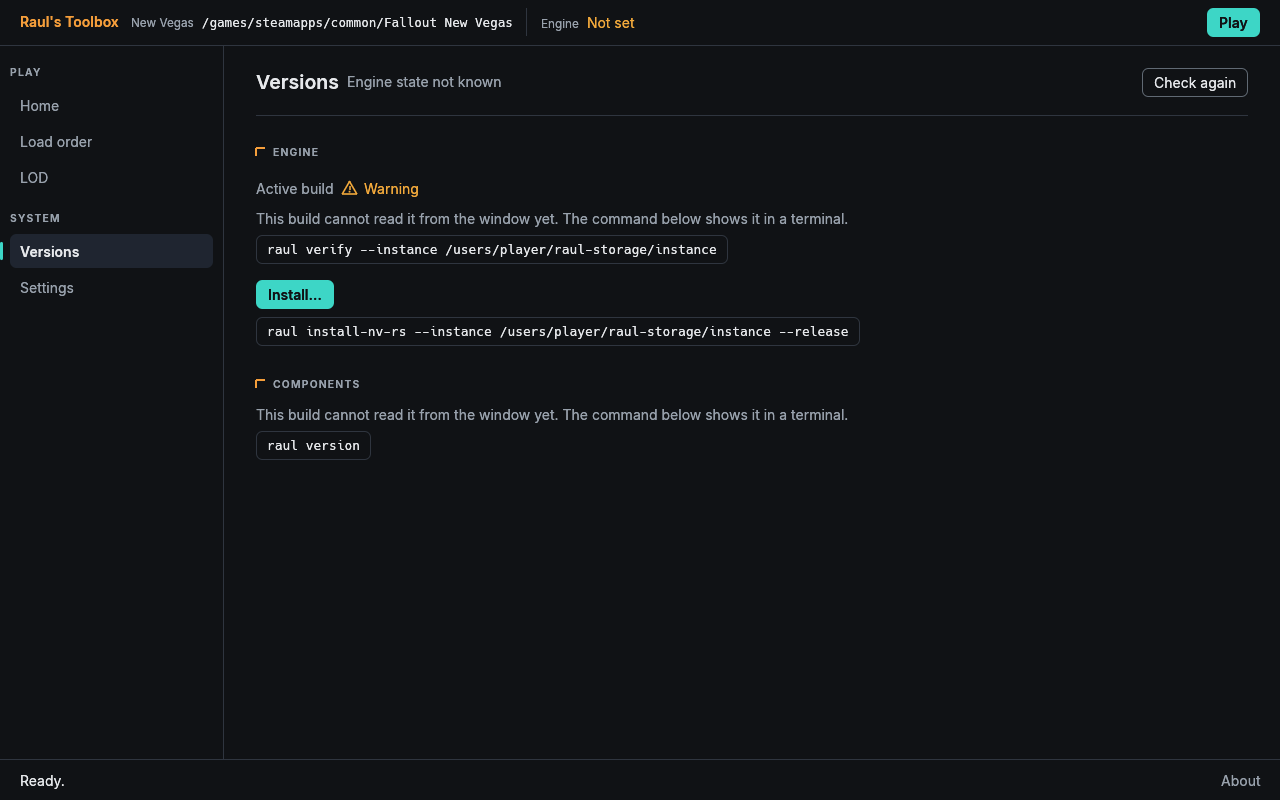 Raul's Toolbox New Vegas /games/steamapps/common/Fallout New Vegas Engine Not set Play
PLAY
Home
Load order
LOD
SYSTEM
Versions
Settings
Versions Engine state not known Check again
ENGINE
Active build Warning
This build cannot read it from the window yet. The command below shows it in a terminal.
raul verify --instance /users/player/raul-storage/instance
Install...
raul install-nv-rs --instance /users/player/raul-storage/instance --release
COMPONENTS
This build cannot read it from the window yet. The command below shows it in a terminal.
raul version
Ready. About